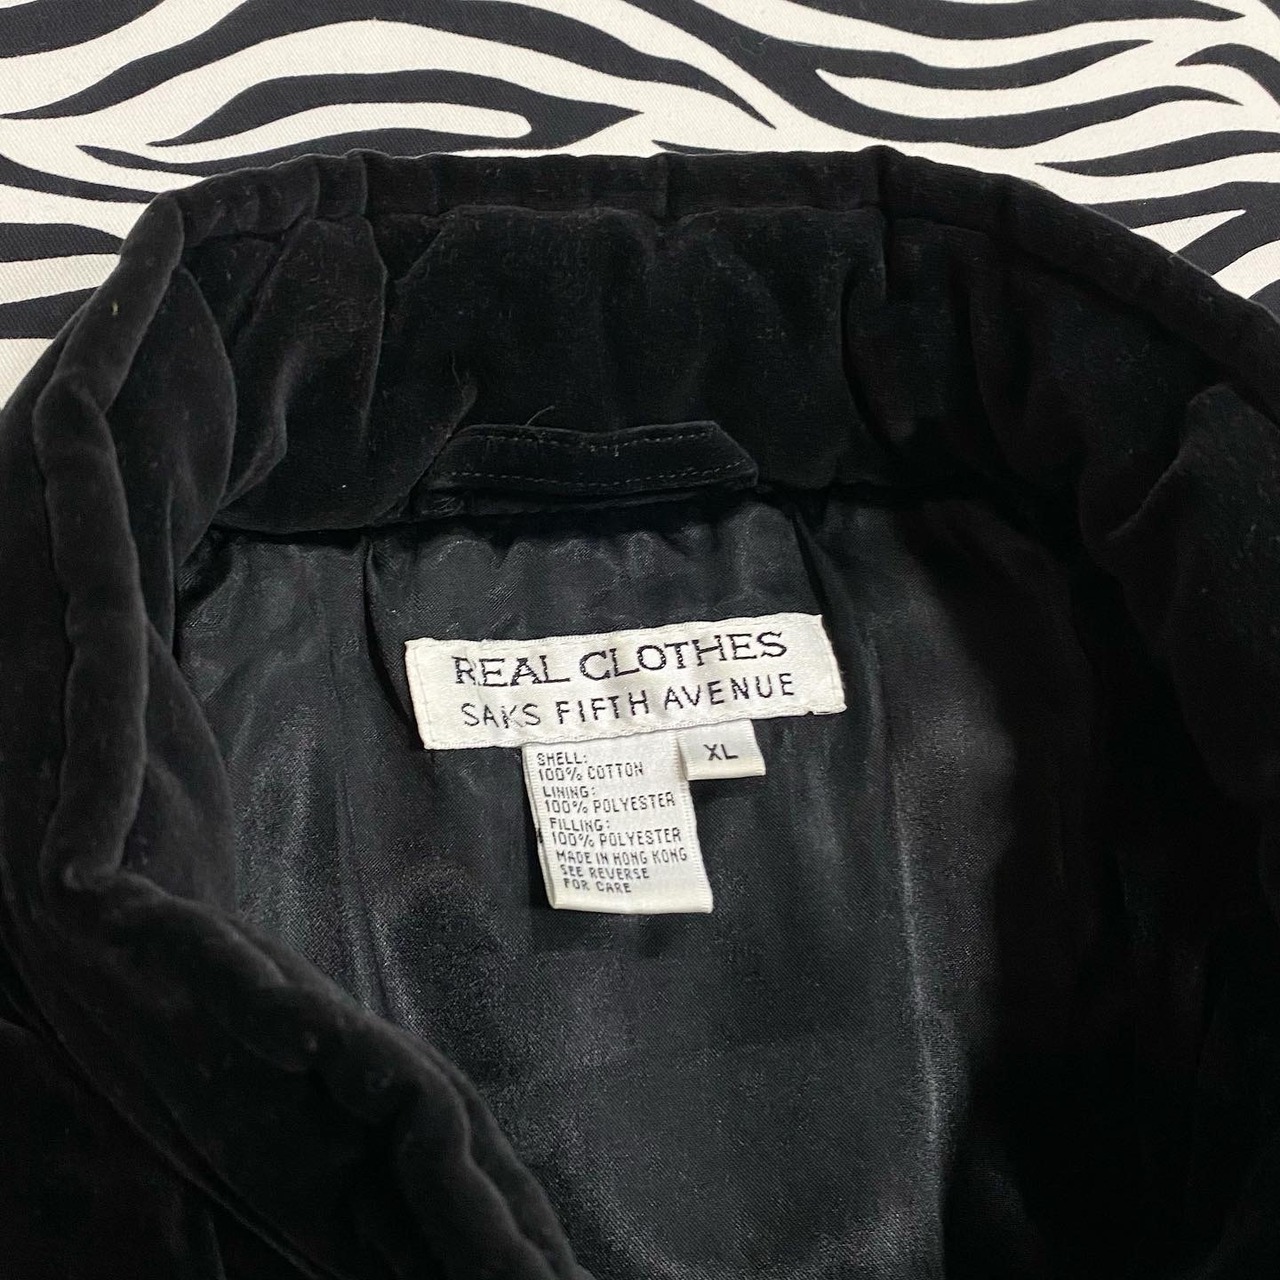 REAL CLOTHES
SAKS FIFTH AVENUE
XL
SHELL:
100% COTTON
LINING:
100% POLYESTER
FILLING:
100% POLYESTER
MADE IN HONG KONG
SEE REVERSE
FOR CARE